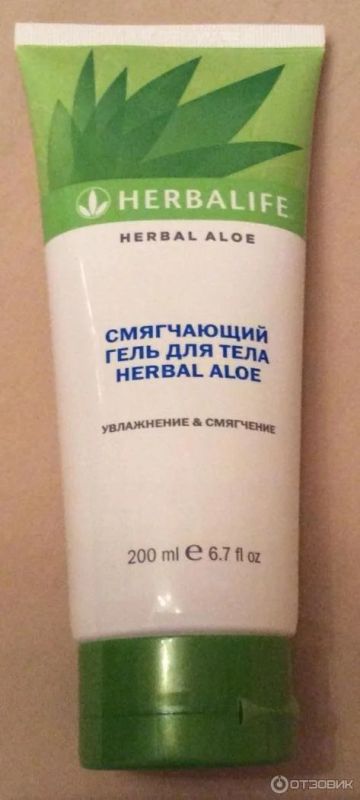 HERBALIFE
HERBAL ALOE
СМЯГЧАЮЩИЙ
ГЕЛЬ ДЛЯ ТЕЛА
HERBAL ALOE
УВЛАЖНЕНИЕ & СМЯГЧЕНИЕ
200 ml ℮ 6.7 fl oz
ОТЗОВИК